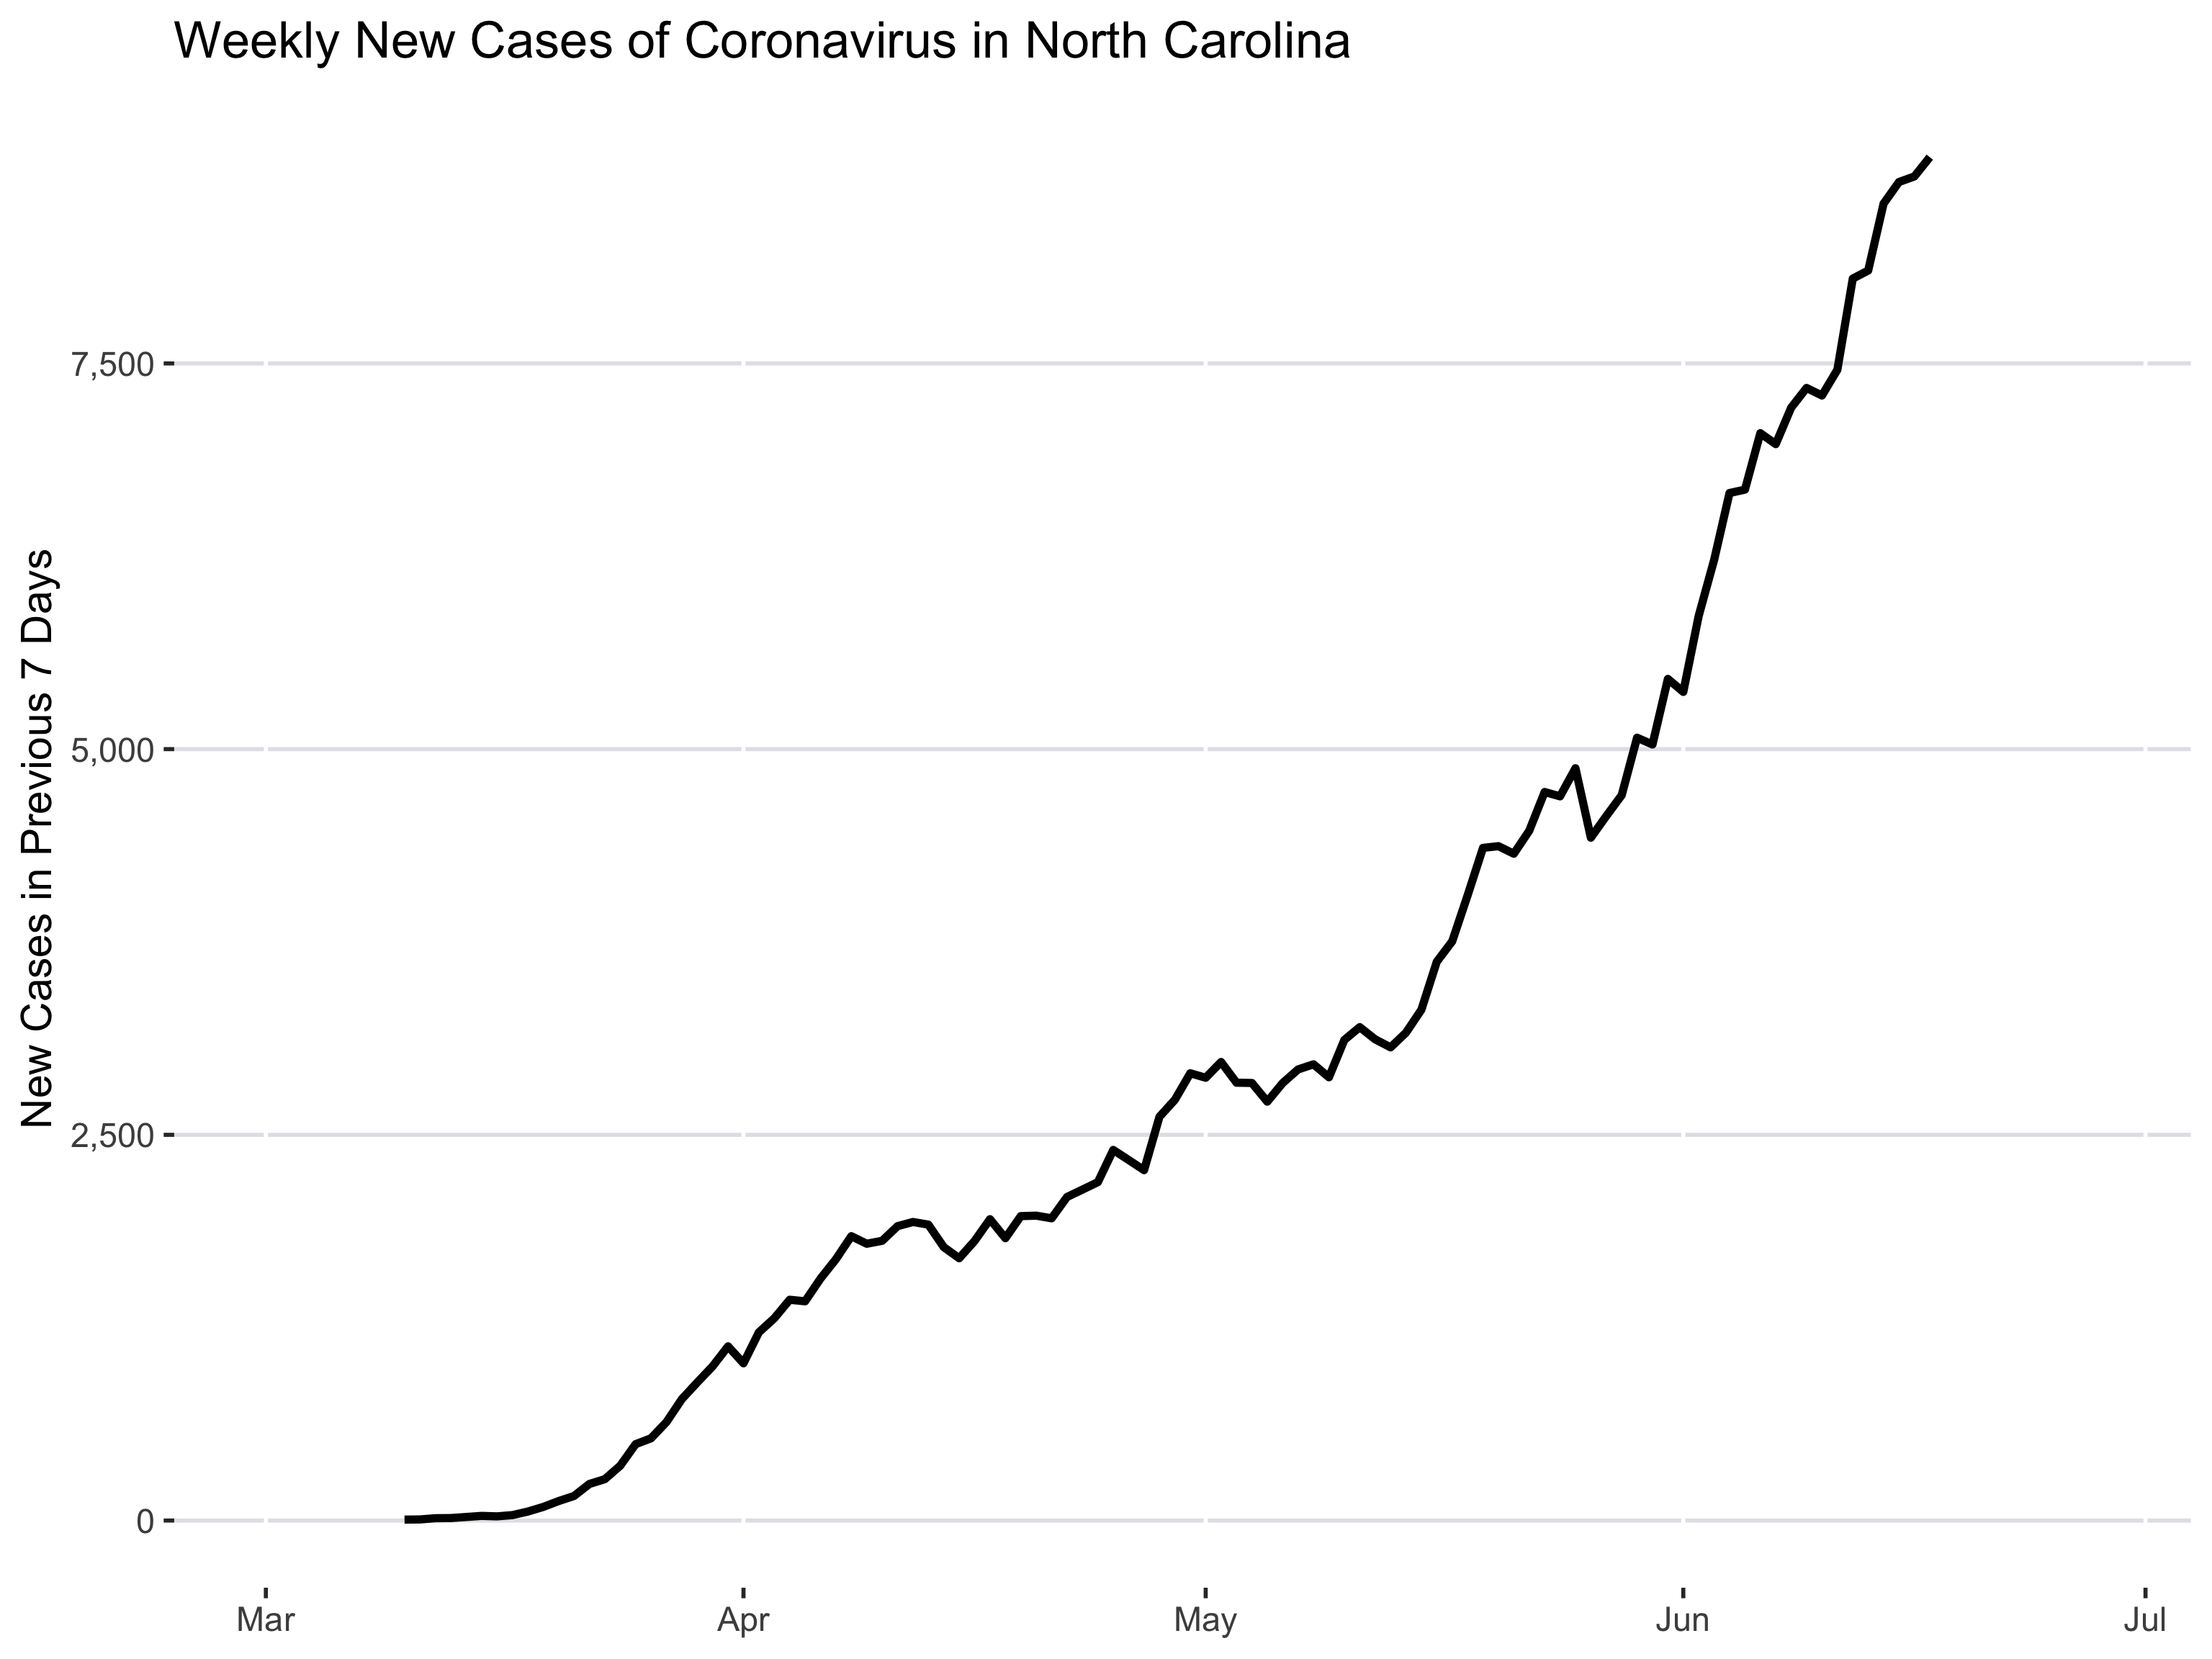 Weekly New Cases of Coronavirus in North Carolina
New Cases in Previous 7 Days
7,500
5,000
2,500
0
Mar
Apr
May
Jun
Jul